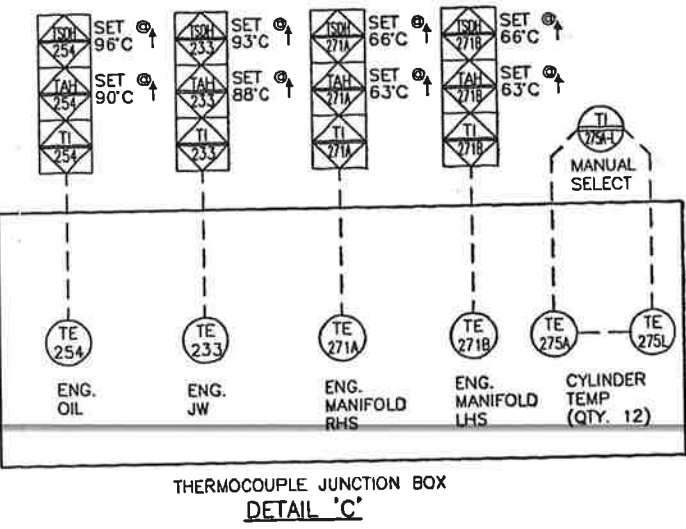 TSDH
254
SET @
96°C
TAH
254
SET @
90°C
TI
254
TSDH
233
SET @
93°C
TAH
233
SET @
88°C
TI
233
TSDH
271A
SET @
66°C
TAH
271A
SET @
63°C
TI
271A
TSDH
271B
SET @
66°C
TAH
271B
SET @
63°C
TI
271B
TI
275A-L
MANUAL
SELECT
TE
254
ENG.
OIL
TE
233
ENG.
JW
TE
271A
ENG.
MANIFOLD
RHS
TE
271B
ENG.
MANIFOLD
LHS
TE
275A
TE
275L
CYLINDER
TEMP
(QTY. 12)
THERMOCOUPLE JUNCTION BOX
DETAIL 'C'